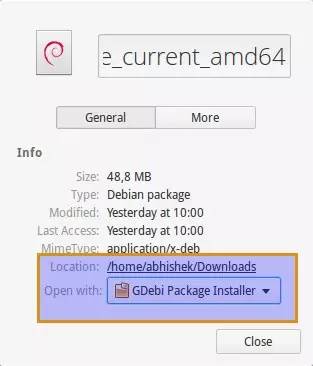 e_current_amd64
General More
Info
Size: 48,8 MB
Type: Debian package
Modified: Yesterday at 10:00
Last Access: Yesterday at 10:00
MimeType: application/x-deb
Location: /home/abhishek/Downloads
Open with: GDebi Package Installer
Close